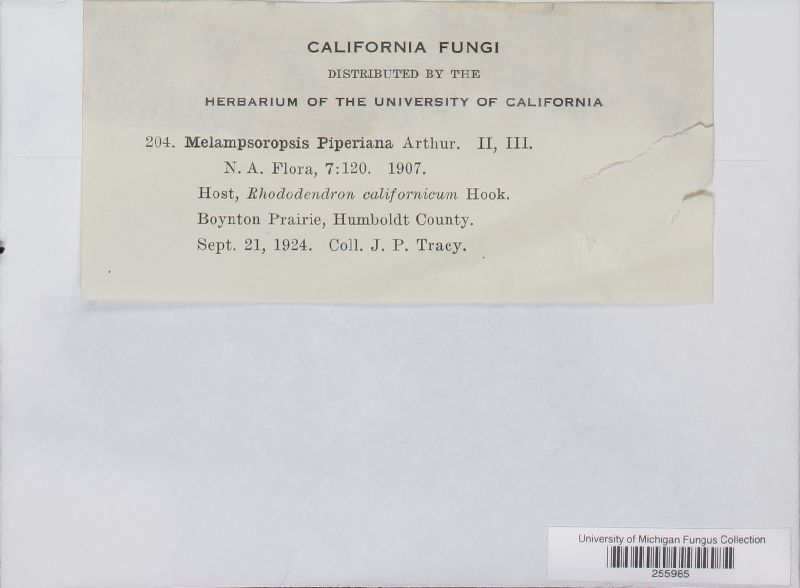 CALIFORNIA FUNGI
DISTRIBUTED BY THE
HERBARIUM OF THE UNIVERSITY OF CALIFORNIA
204. Melampsoropsis Piperiana Arthur. II, III.
N. A. Flora, 7:120. 1907.
Host, Rhododendron californicum Hook.
Boynton Prairie, Humboldt County.
Sept. 21, 1924. Coll. J. P. Tracy.
University of Michigan Fungus Collection
255985